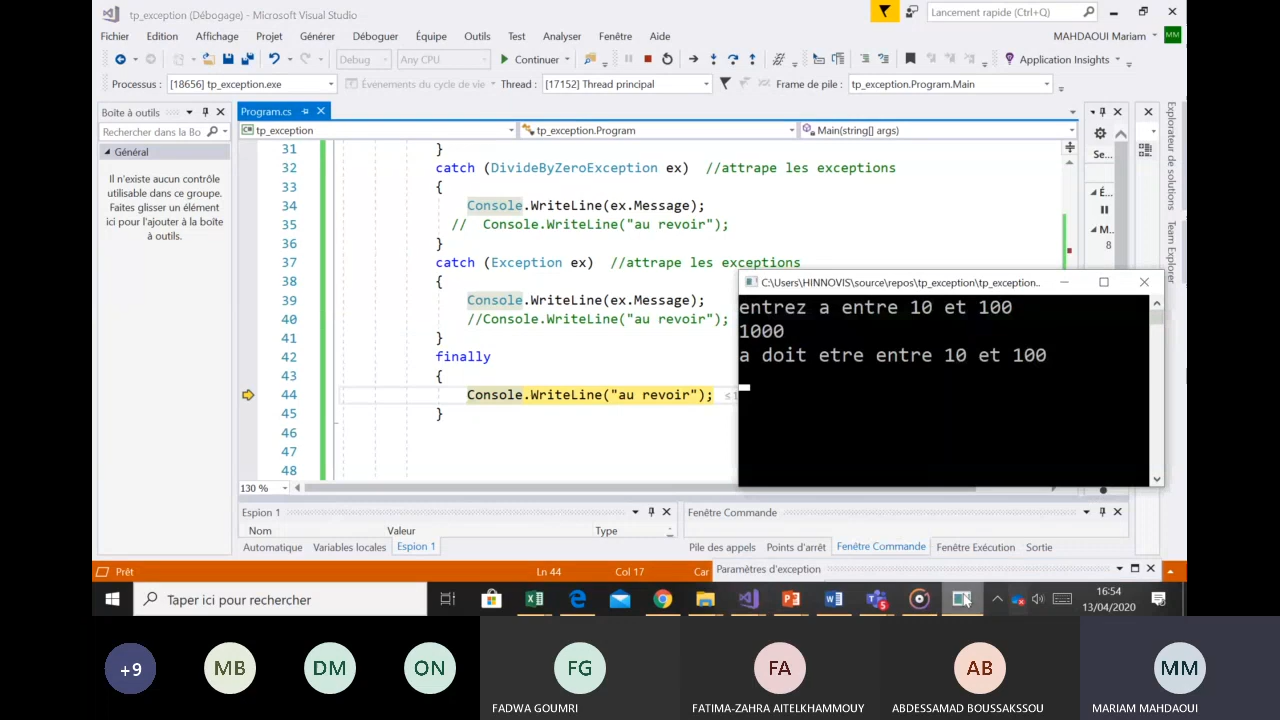 tp_exception (Débogage) - Microsoft Visual Studio
Lancement rapide (Ctrl+Q)
Fichier Edition Affichage Projet Générer Déboguer Équipe Outils Test Analyser Fenêtre Aide
MAHDAOUI Mariam MM
Debug Any CPU Continuer Application Insights
Processus : [18656] tp_exception.exe Événements du cycle de vie Thread : [17152] Thread principal Frame de pile : tp_exception.Program.Main
Boîte à outils
Rechercher dans la Bo
Général
Il n'existe aucun contrôle
utilisable dans ce groupe.
Faites glisser un élément
ici pour l'ajouter à la boîte
à outils.
Program.cs
tp_exception tp_exception.Program Main(string[] args)
31 }
32 catch (DivideByZeroException ex) //attrape les exceptions
33 {
34 Console.WriteLine(ex.Message);
35 // Console.WriteLine("au revoir");
36 }
37 catch (Exception ex) //attrape les exceptions
38 {
39 Console.WriteLine(ex.Message);
40 //Console.WriteLine("au revoir");
41 }
42 finally
43 {
44 Console.WriteLine("au revoir"); ≤ 1
45 }
46
47
48
130 %
C:\Users\HINNOVIS\source\repos\tp_exception\tp_exception..
entrez a entre 10 et 100
1000
a doit etre entre 10 et 100
Se...
É...
M...
8
Explorateur de solutions
Team Explorer
Espion 1
Nom Valeur Type
Automatique Variables locales Espion 1
Fenêtre Commande
Pile des appels Points d'arrêt Fenêtre Commande Fenêtre Exécution Sortie
Prêt Ln 44 Col 17 Car
Paramètres d'exception
Taper ici pour rechercher
16:54
13/04/2020
+9 MB DM ON FG FA AB MM
FADWA GOUMRI FATIMA-ZAHRA AITELKHAMMOUY ABDESSAMAD BOUSSAKSSOU MARIAM MAHDAOUI